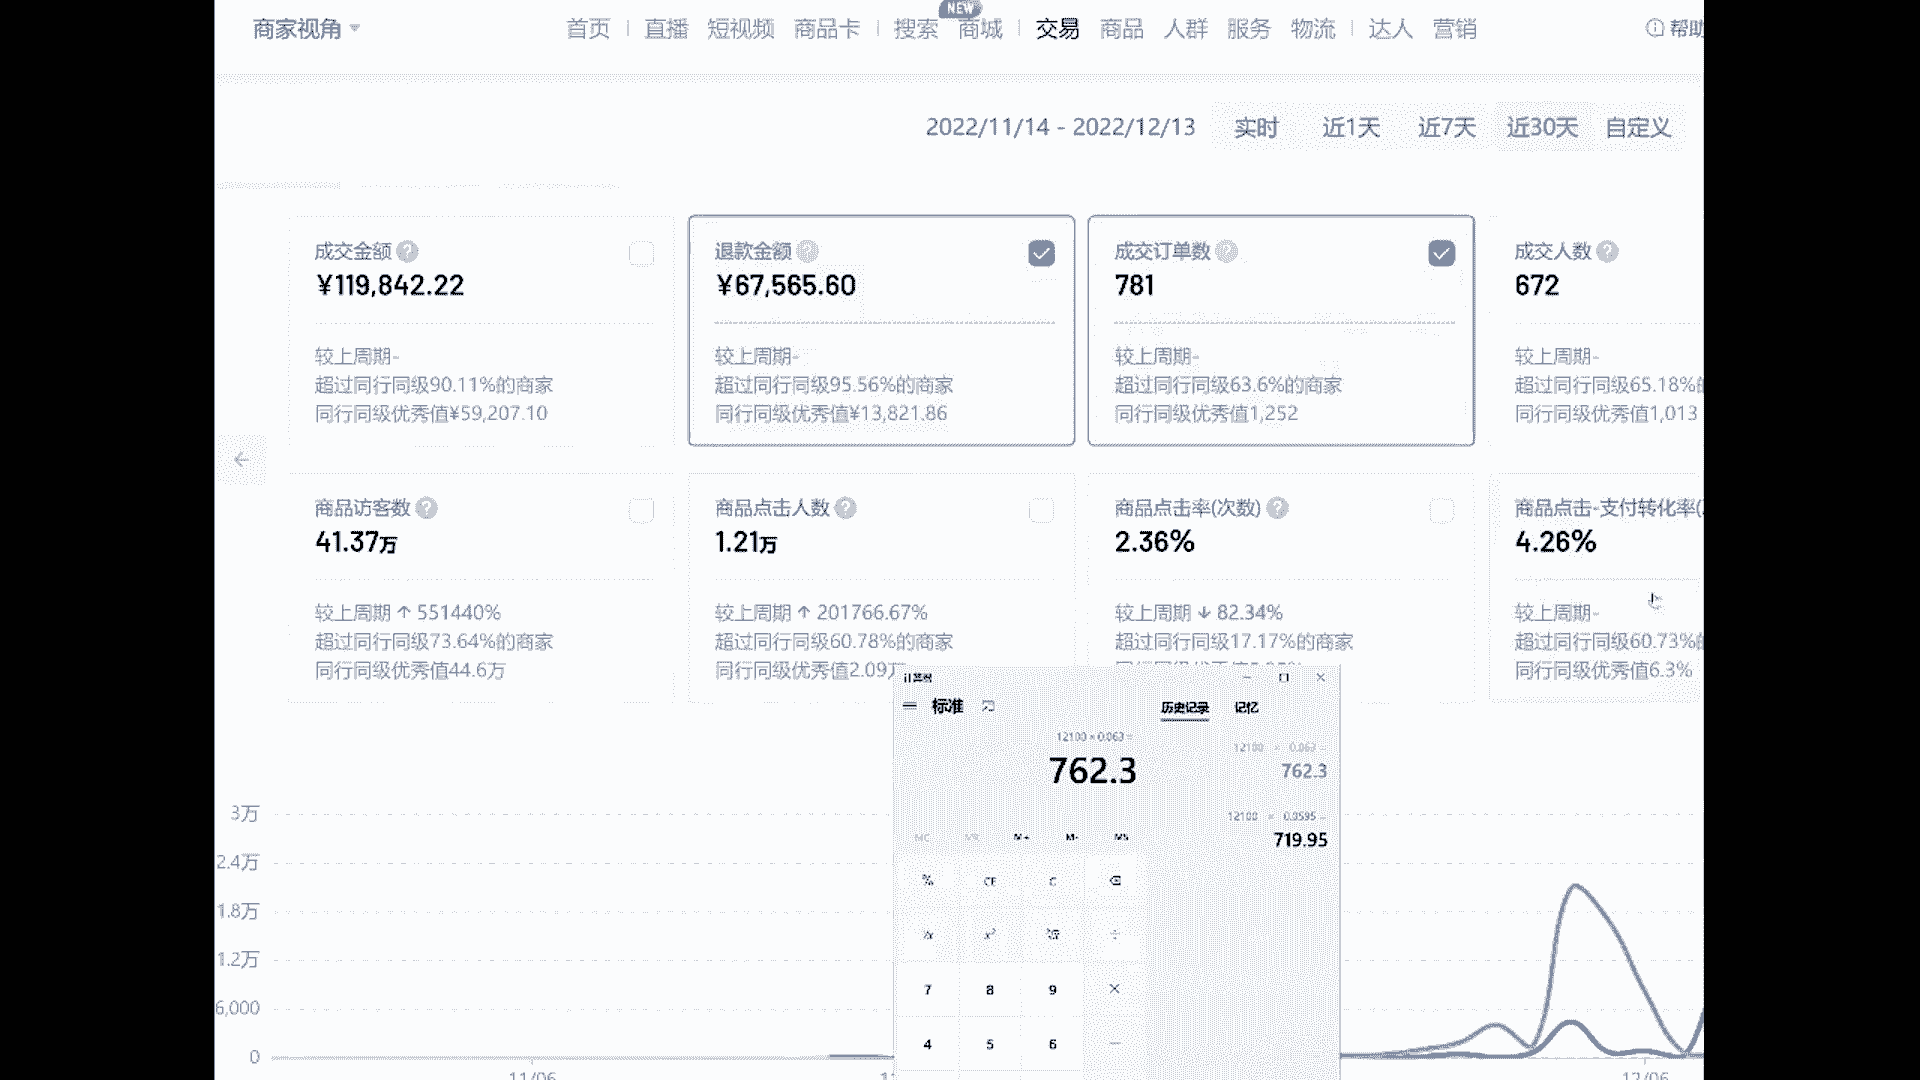 商家视角 首页 直播 短视频 商品卡 搜索 商城 NEW 交易 商品 人群 服务 物流 达人 营销 帮助
2022/11/14 - 2022/12/13 实时 近1天 近7天 近30天 自定义
成交金额 退款金额 成交订单数 成交人数
¥119,842.22 ¥67,565.60 781 672
较上周期- 较上周期- 较上周期- 较上周期-
超过同行同级90.11%的商家 超过同行同级95.56%的商家 超过同行同级63.6%的商家 超过同行同级65.18%
同行同级优秀值¥59,207.10 同行同级优秀值¥13,821.86 同行同级优秀值1,252 同行同级优秀值1,013
商品访客数 商品点击人数 商品点击率(次数) 商品点击-支付转化率(
41.37万 1.21万 2.36% 4.26%
较上周期 ↑ 551440% 较上周期 ↑ 201766.67% 较上周期 ↓ 82.34% 较上周期-
超过同行同级73.64%的商家 超过同行同级60.78%的商家 超过同行同级17.17%的商家 超过同行同级60.73%
同行同级优秀值44.6万 同行同级优秀值2.09万 同行同级优秀值6.3%
计算器
标准 历史记录 记忆
12100 × 0.063 =
762.3
12100 × 0.063 =
762.3
12100 × 0.0595 =
719.95
MC MR M+ M- MS
% CE C
7 8 9 ×
4 5 6 −
3万
2.4万
1.8万
1.2万
6,000
0
11/06 12/06